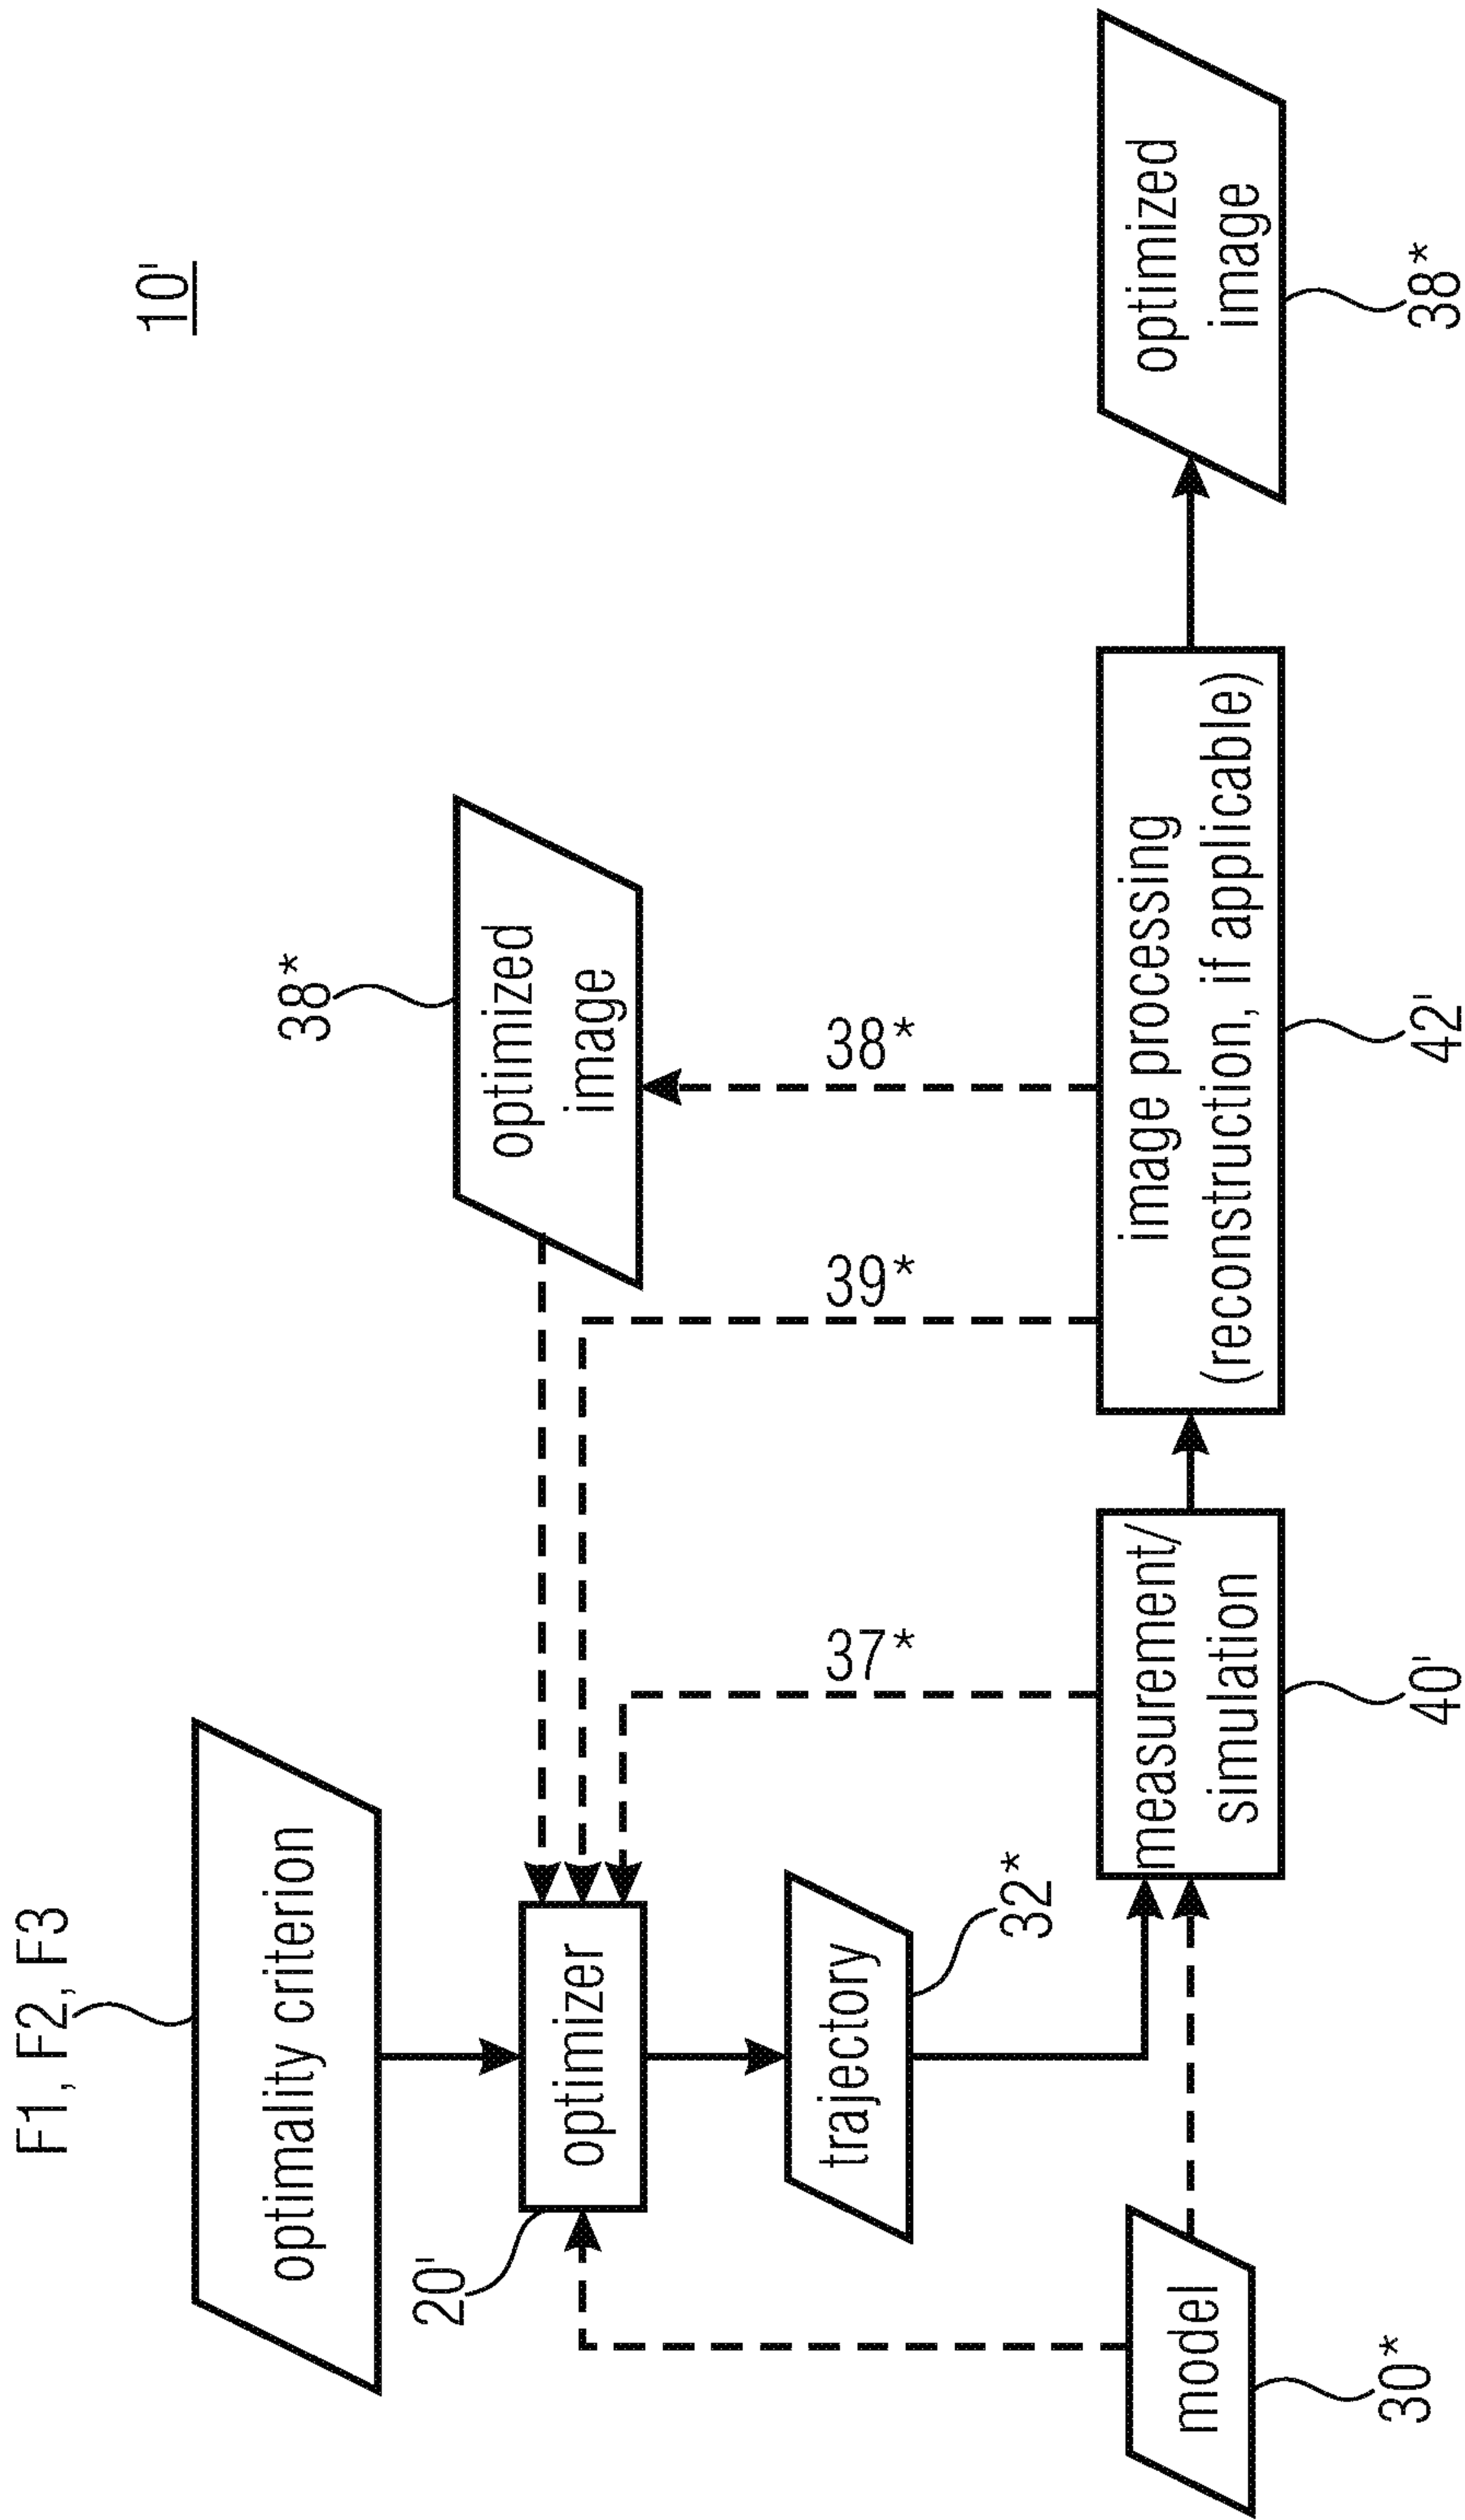 10'
F1, F2, F3
optimality criterion
20'
optimizer
trajectory
32*
model
30*
measurement/
simulation
40'
37*
39*
38*
38*
optimized
image
image processing
(reconstruction, if applicable)
42'
optimized
image
38*